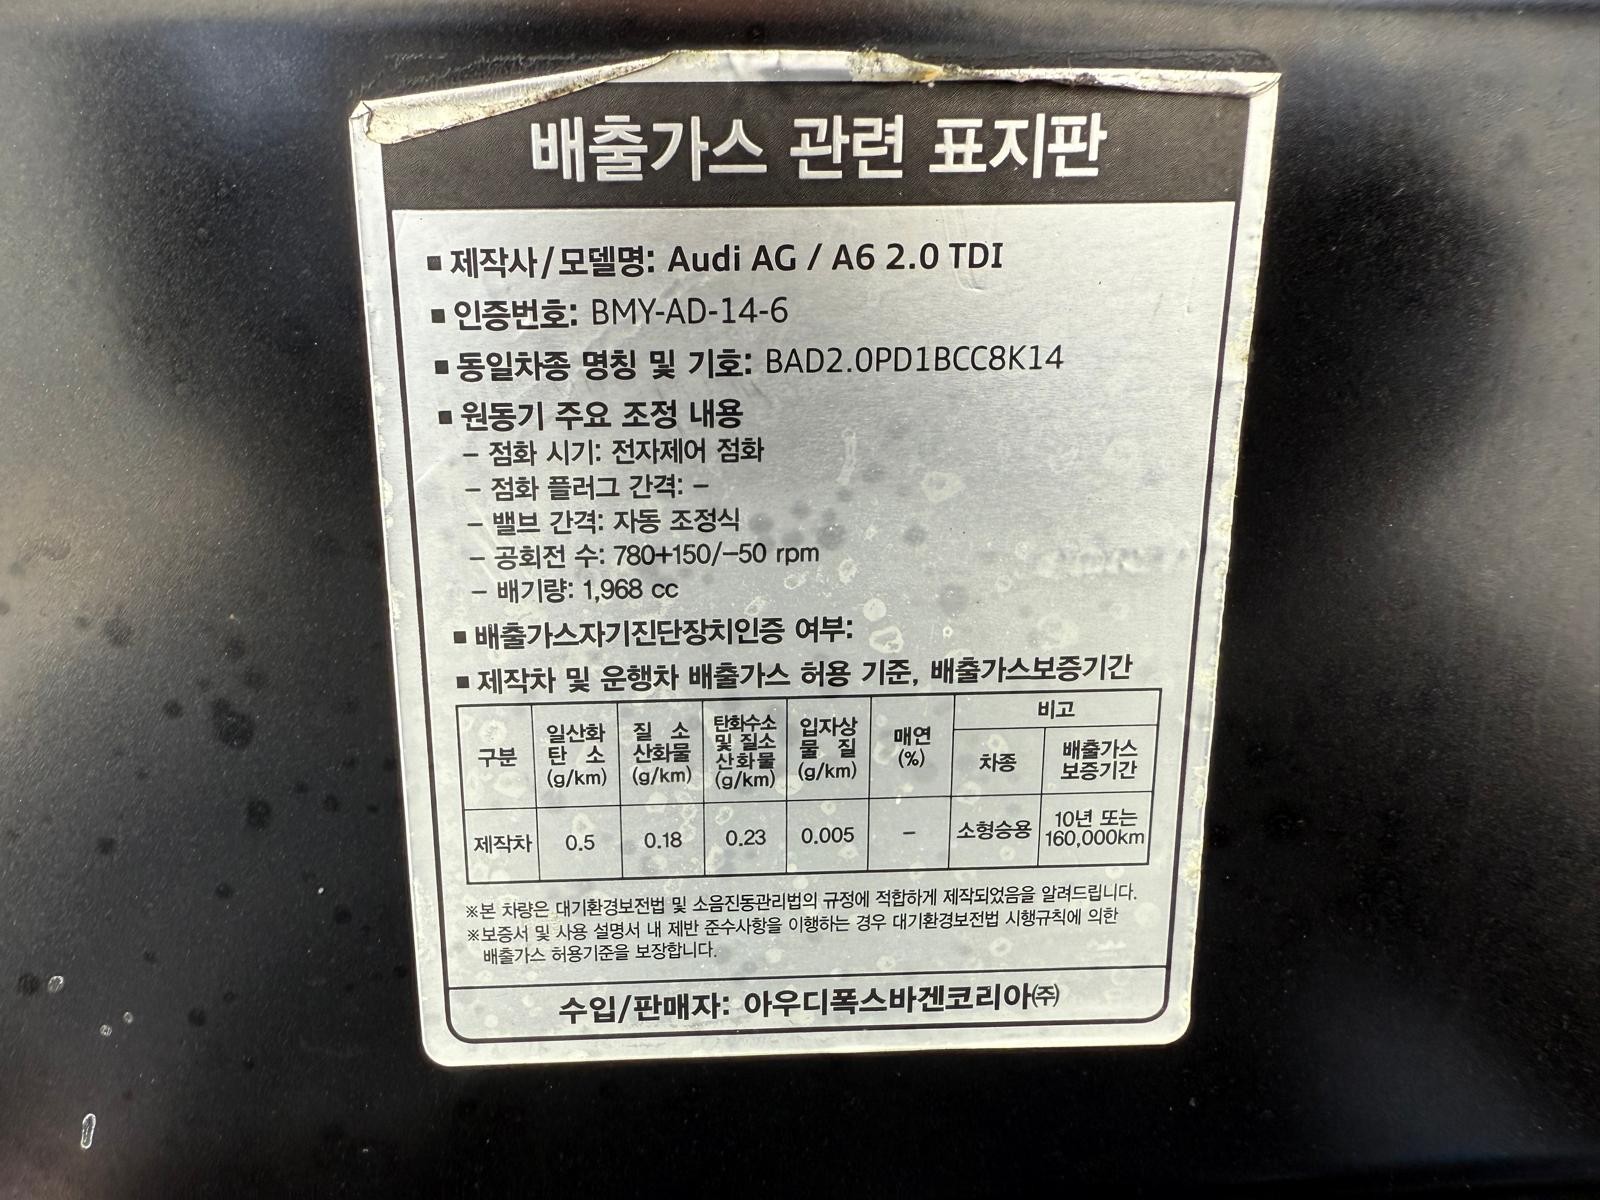 배출가스 관련 표지판
▪ 제작사/모델명: Audi AG / A6 2.0 TDI
▪ 인증번호: BMY-AD-14-6
▪ 동일차종 명칭 및 기호: BAD2.0PD1BCC8K14
▪ 원동기 주요 조정 내용
– 점화 시기: 전자제어 점화
– 점화 플러그 간격: –
– 밸브 간격: 자동 조정식
– 공회전 수: 780+150/–50 rpm
– 배기량: 1,968 cc
▪ 배출가스자기진단장치인증 여부:
▪ 제작차 및 운행차 배출가스 허용 기준, 배출가스보증기간
구분 일산화 탄소 (g/km) 질소 산화물 (g/km) 탄화수소 및 질소 산화물 (g/km) 입자상 물질 (g/km) 매연 (%) 비고
차종 배출가스 보증기간
제작차 0.5 0.18 0.23 0.005 – 소형승용 10년 또는 160,000km
※본 차량은 대기환경보전법 및 소음진동관리법의 규정에 적합하게 제작되었음을 알려드립니다.
※보증서 및 사용 설명서 내 제반 준수사항을 이행하는 경우 대기환경보전법 시행규칙에 의한
배출가스 허용기준을 보장합니다.
수입/판매자: 아우디폭스바겐코리아㈜